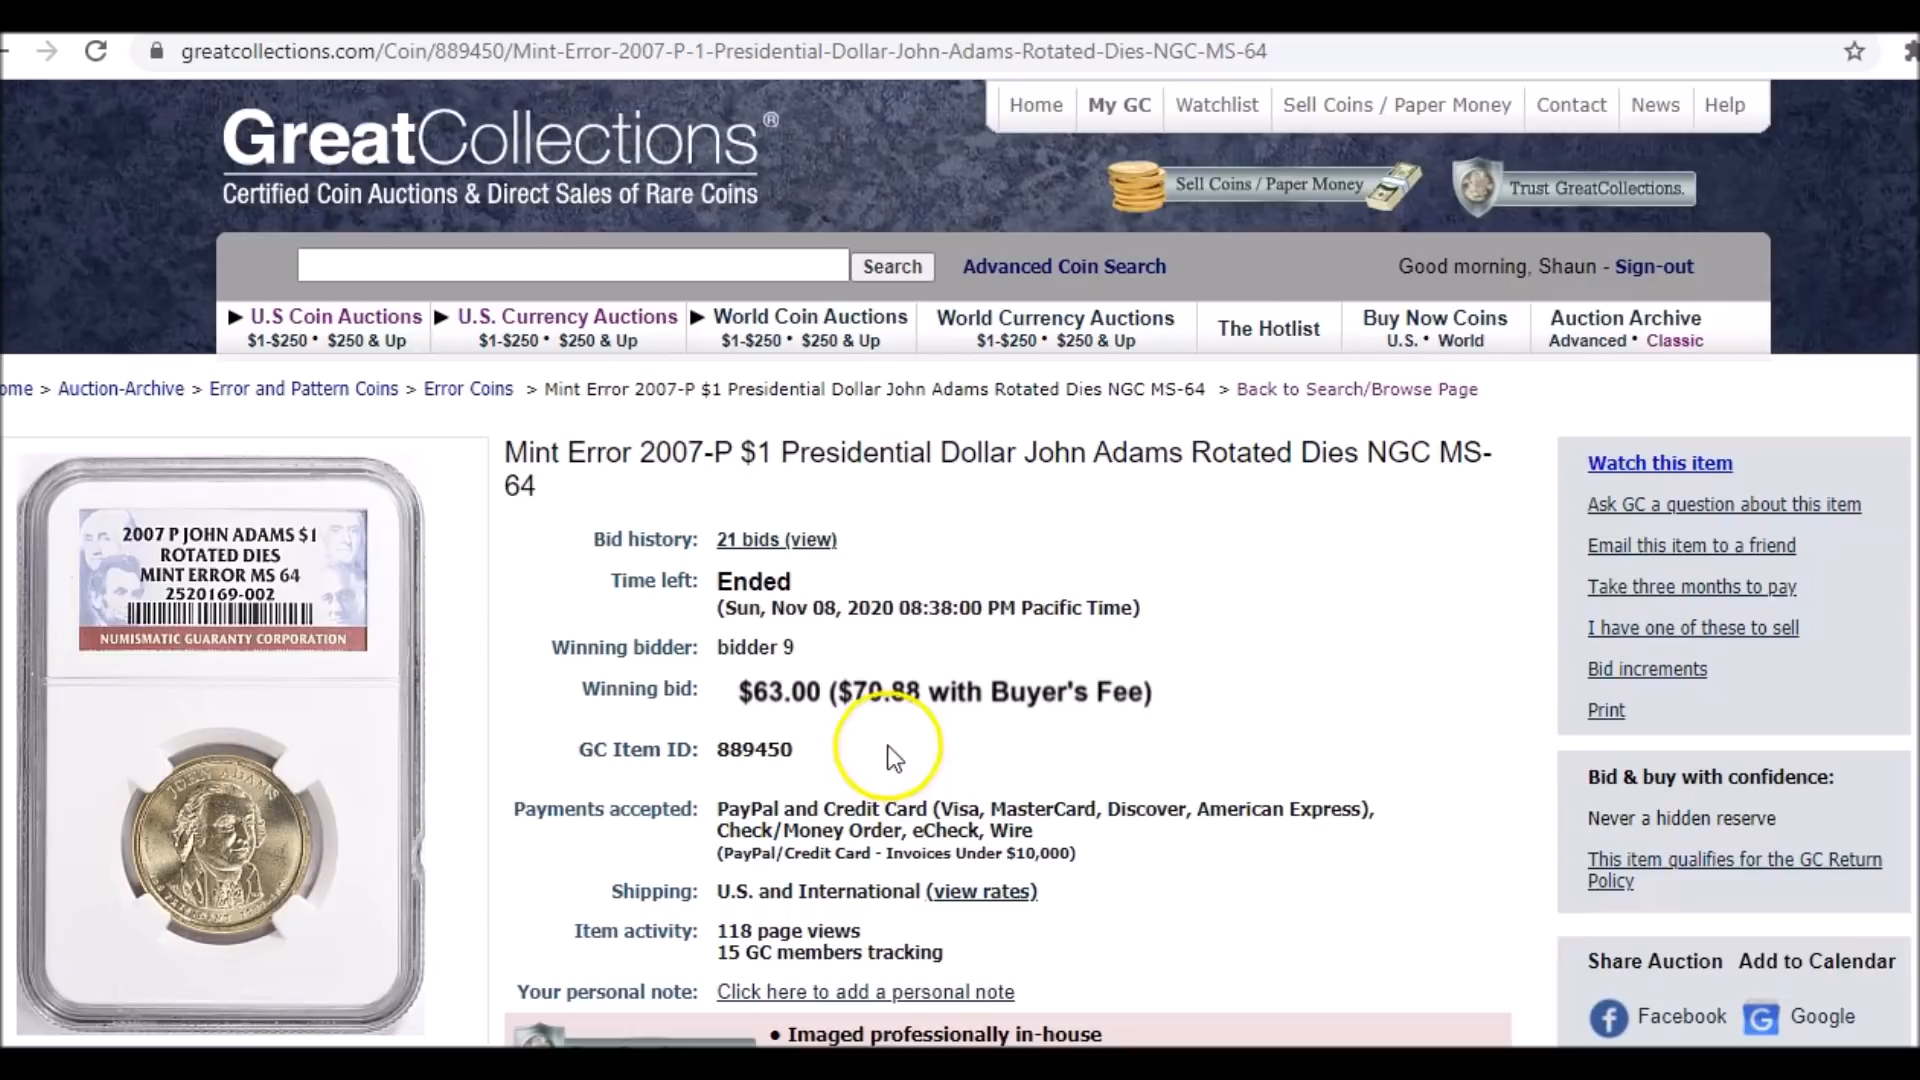 greatcollections.com/Coin/889450/Mint-Error-2007-P-1-Presidential-Dollar-John-Adams-Rotated-Dies-NGC-MS-64
Home My GC Watchlist Sell Coins / Paper Money Contact News Help
GreatCollections®
Certified Coin Auctions & Direct Sales of Rare Coins
Sell Coins / Paper Money Trust GreatCollections.
Search Advanced Coin Search Good morning, Shaun - Sign-out
▶ U.S Coin Auctions ▶ U.S. Currency Auctions ▶ World Coin Auctions World Currency Auctions The Hotlist Buy Now Coins Auction Archive
$1-$250 • $250 & Up $1-$250 • $250 & Up $1-$250 • $250 & Up $1-$250 • $250 & Up U.S. • World Advanced • Classic
ome > Auction-Archive > Error and Pattern Coins > Error Coins > Mint Error 2007-P $1 Presidential Dollar John Adams Rotated Dies NGC MS-64 > Back to Search/Browse Page
Mint Error 2007-P $1 Presidential Dollar John Adams Rotated Dies NGC MS-
64
2007 P JOHN ADAMS $1
ROTATED DIES
MINT ERROR MS 64
2520169-002
NUMISMATIC GUARANTY CORPORATION
JOHN ADAMS
Bid history: 21 bids (view)
Time left: Ended
(Sun, Nov 08, 2020 08:38:00 PM Pacific Time)
Winning bidder: bidder 9
Winning bid: $63.00 ($70.88 with Buyer's Fee)
GC Item ID: 889450
Payments accepted: PayPal and Credit Card (Visa, MasterCard, Discover, American Express),
Check/Money Order, eCheck, Wire
(PayPal/Credit Card - Invoices Under $10,000)
Shipping: U.S. and International (view rates)
Item activity: 118 page views
15 GC members tracking
Your personal note: Click here to add a personal note
• Imaged professionally in-house
Watch this item
Ask GC a question about this item
Email this item to a friend
Take three months to pay
I have one of these to sell
Bid increments
Print
Bid & buy with confidence:
Never a hidden reserve
This item qualifies for the GC Return
Policy
Share Auction Add to Calendar
Facebook Google